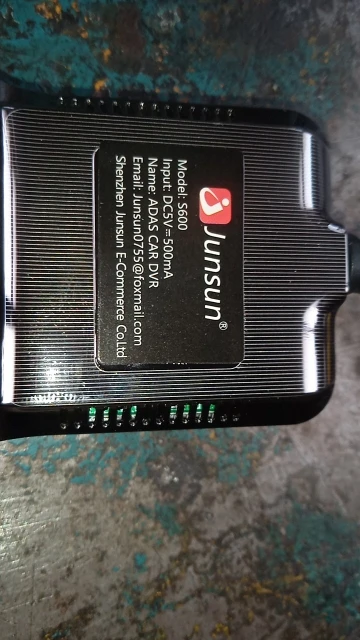 Junsun®
Model: S600
Input: DC5V⎓500mA
Name: ADAS CAR DVR
Email: Junsun0755@foxmail.com
Shenzhen Junsun E-Commerce Co.Ltd